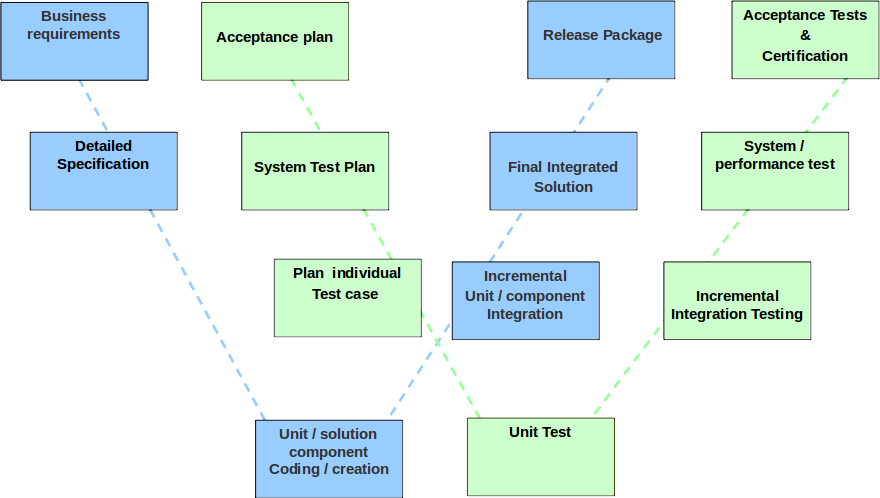 Business
requirements
Acceptance plan
Release Package
Acceptance Tests
&
Certification
Detailed
Specification
System Test Plan
Final Integrated
Solution
System /
performance test
Plan individual
Test case
Incremental
Unit / component
Integration
Incremental
Integration Testing
Unit / solution
component
Coding / creation
Unit Test